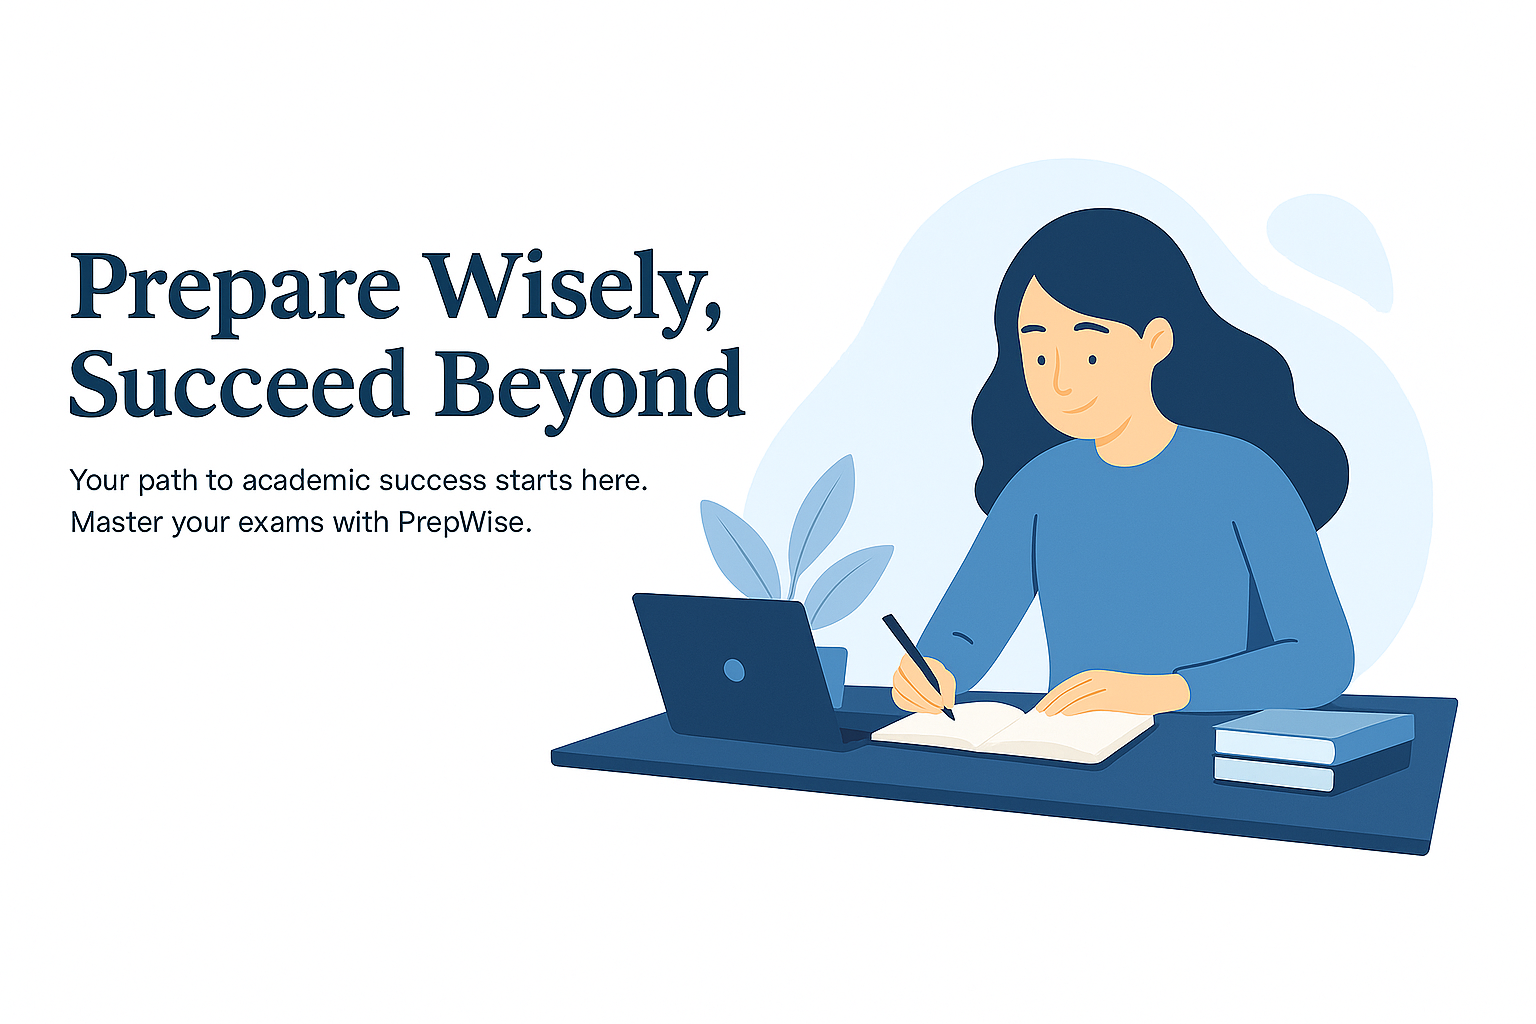 Prepare Wisely,
Succeed Beyond
Your path to academic success starts here.
Master your exams with PrepWise.